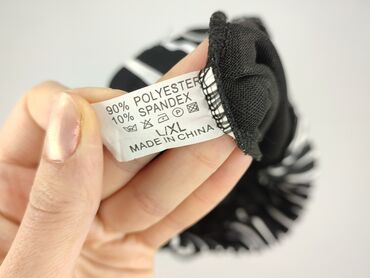 90% POLYESTER
10% SPANDEX
L/XL
MADE IN CHINA